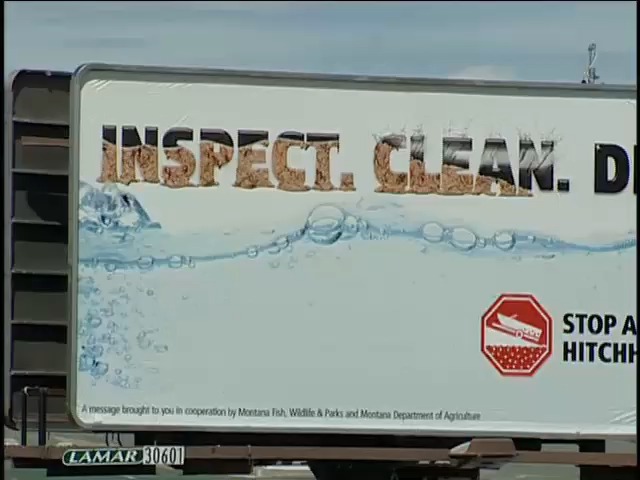 INSPECT. CLEAN. D
STOP A
HITCHH
A message brought to you in cooperation by Montana Fish, Wildlife & Parks and Montana Department of Agriculture
LAMAR 30601